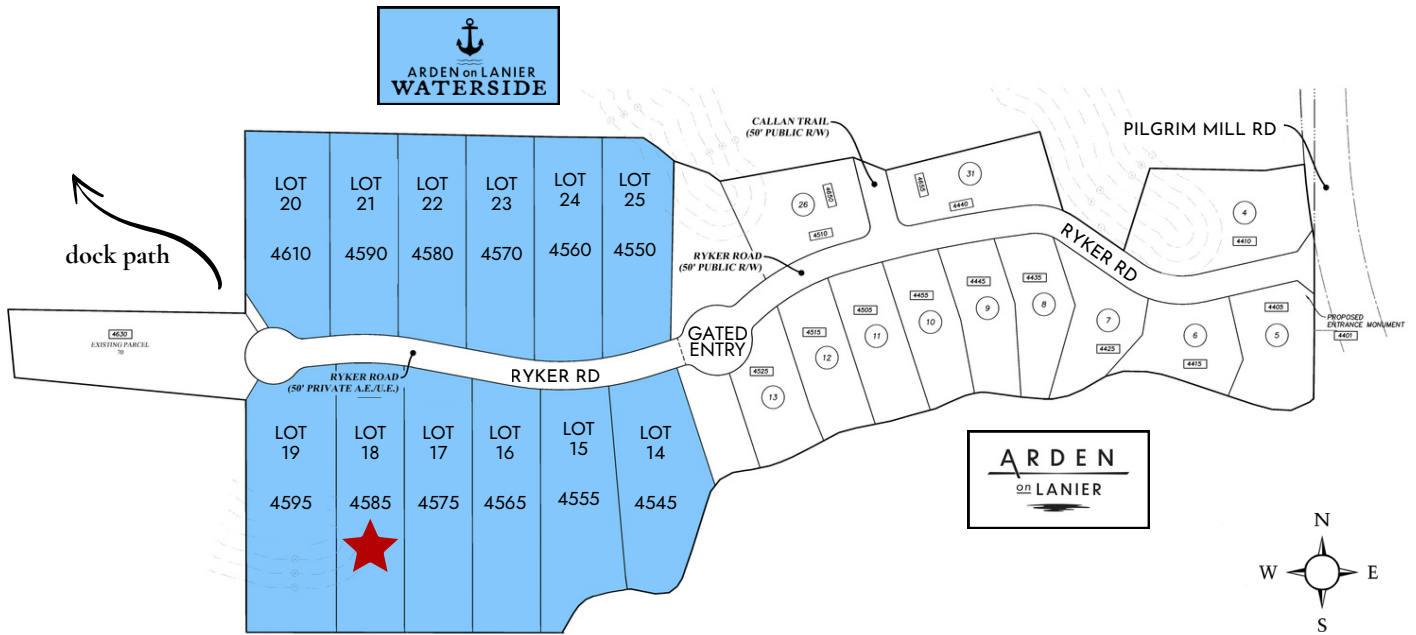 ARDEN on LANIER
WATERSIDE
CALLAN TRAIL
(50' PUBLIC R/W)
PILGRIM MILL RD
LOT
20
4610
LOT
21
4590
LOT
22
4580
LOT
23
4570
LOT
24
4560
LOT
25
4550
26
4650
4510
4655
31
4440
4
4410
dock path
RYKER ROAD
(50' PUBLIC R/W)
RYKER RD
4630
EXISTING PARCEL
70
GATED
ENTRY
RYKER ROAD
(50' PRIVATE A.E./U.E.)
RYKER RD
4525
13
4515
12
4505
11
4455
10
4445
9
4435
8
7
4425
6
4415
4405
5
PROPOSED
ENTRANCE MONUMENT
4401
LOT
19
4595
LOT
18
4585
LOT
17
4575
LOT
16
4565
LOT
15
4555
LOT
14
4545
ARDEN
on LANIER
N
W
E
S